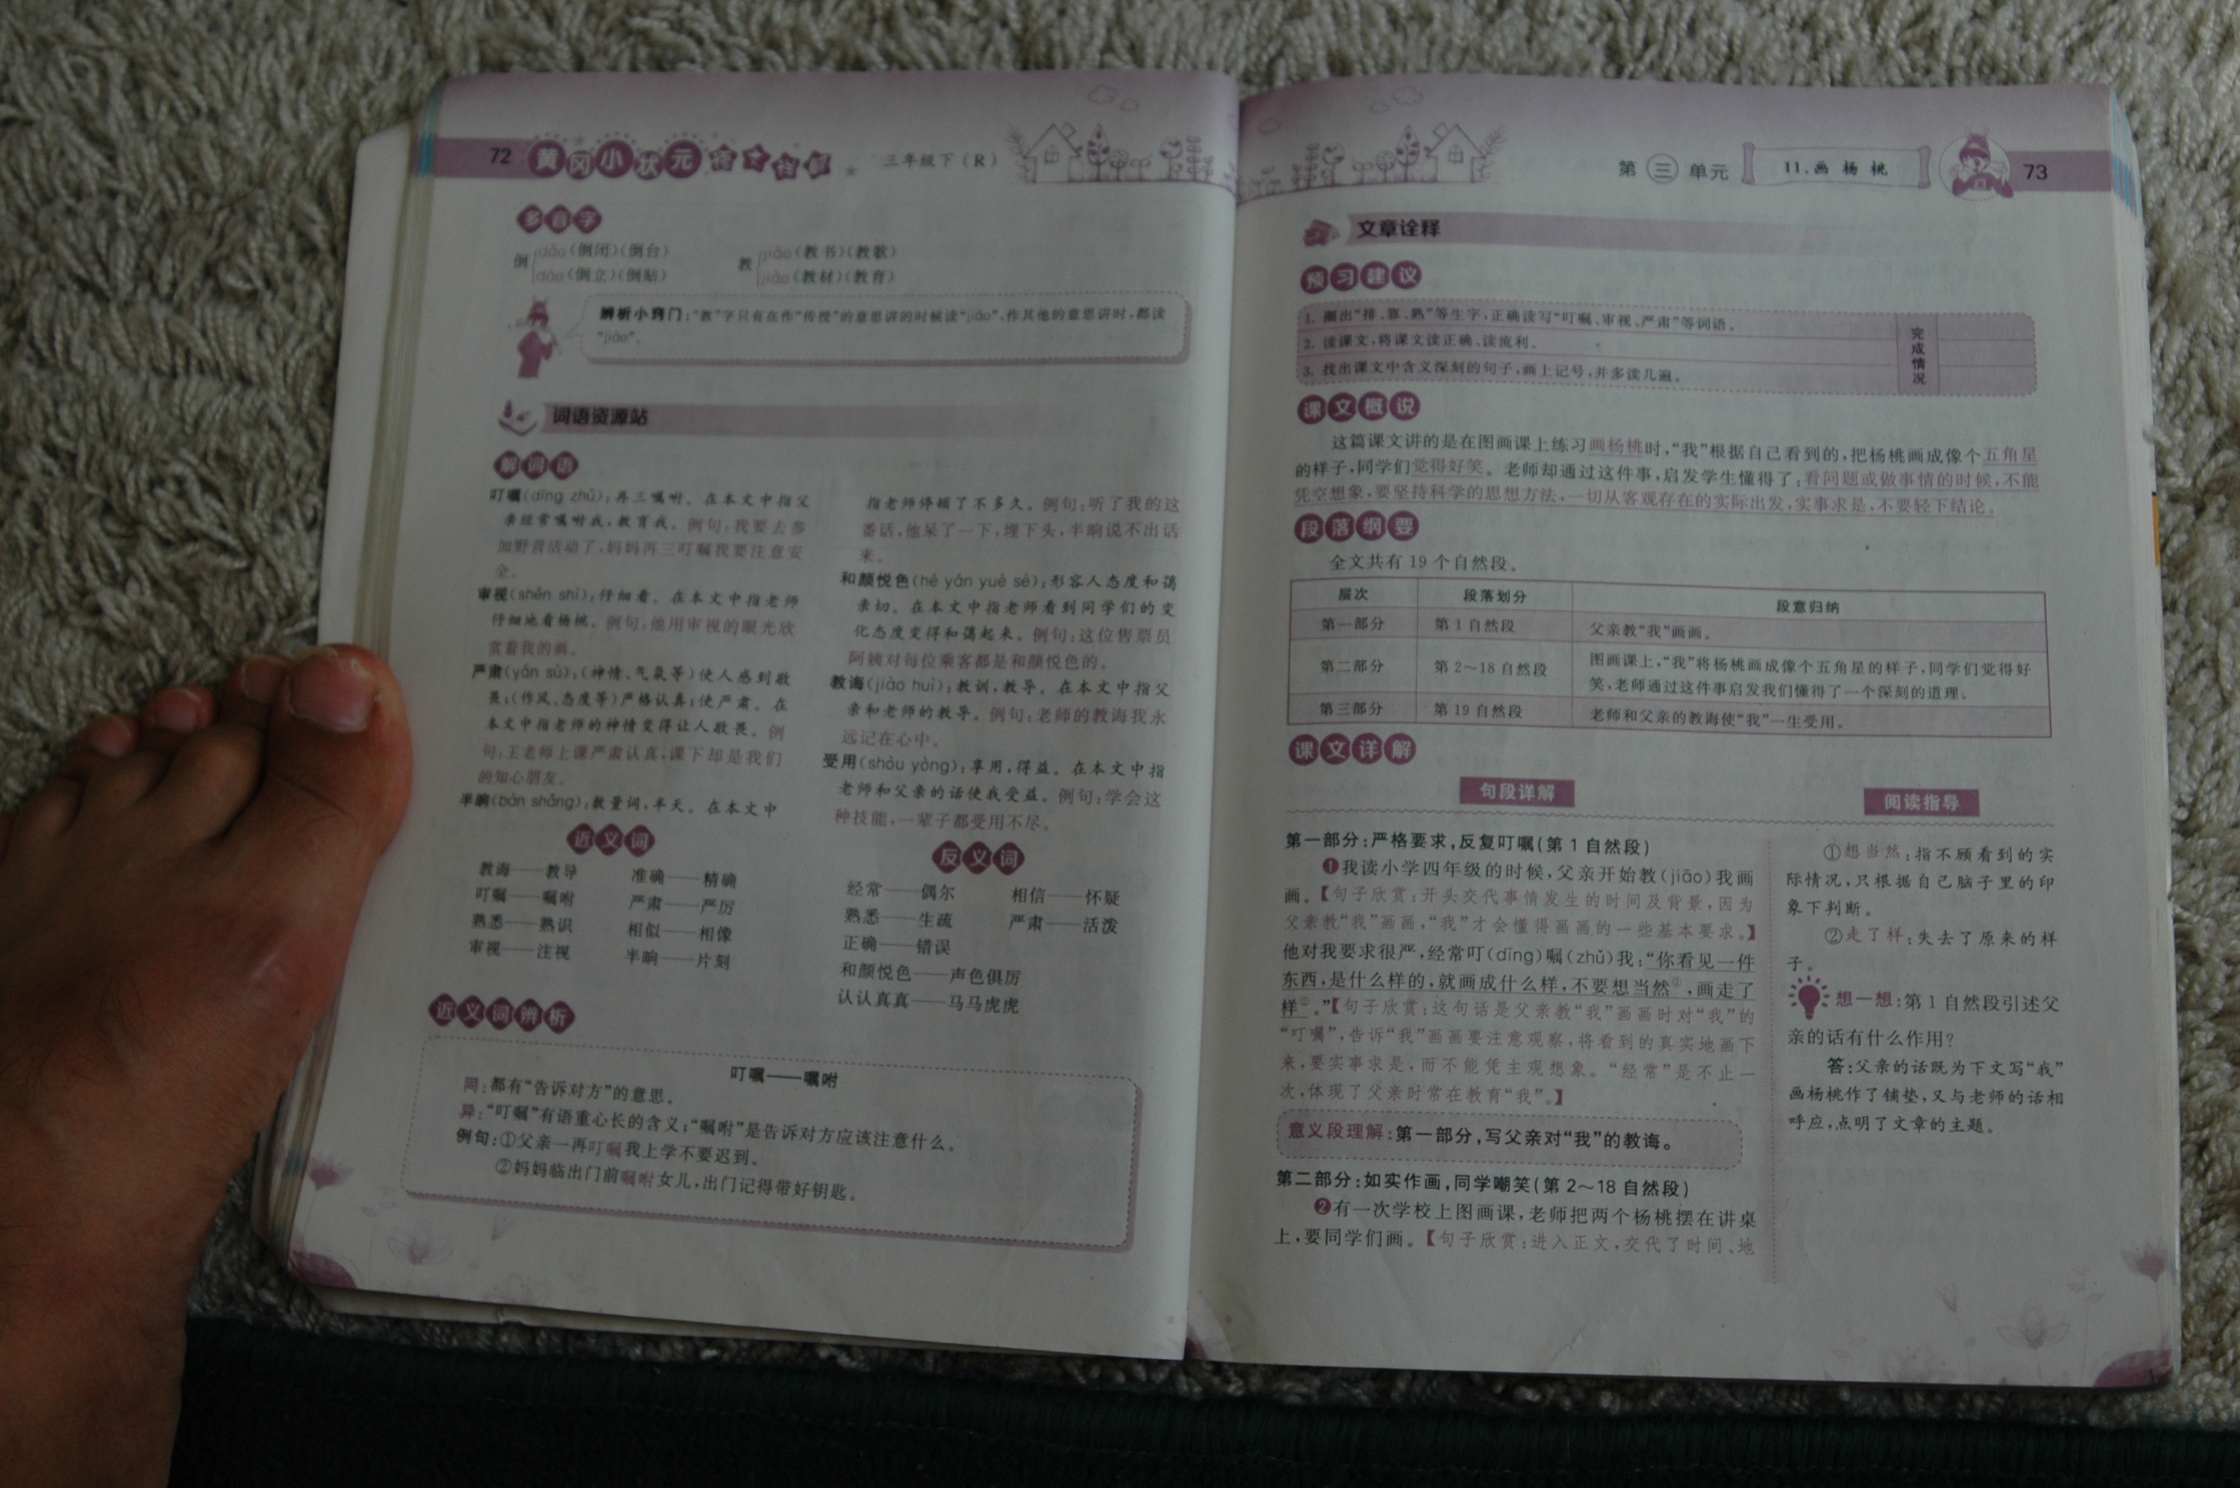 72 黄冈小状元 三年级下（R）
多音字
倒 dǎo（倒闭）（倒台） 教 jiāo（教书）（教歌）
dào（倒立）（倒贴） jiào（教材）（教育）
辨析小窍门：“教”字只有在作“传授”的意思讲的时候读“jiāo”，作其他的意思讲时，都读
“jiào”。
词语资源站
解词语
叮嘱（dīng zhǔ）：再三嘱咐。在本文中指父
亲经常嘱咐我，教育我。例句：我要去参
加野营活动了，妈妈再三叮嘱我要注意安
全。
审视（shěn shì）：仔细看。在本文中指老师
仔细地看杨桃。例句：他用审视的眼光欣
赏着我的画。
严肃（yán sù）：（神情、气氛等）使人感到敬
畏；（作风、态度等）严格认真；使严肃。在
本文中指老师的神情变得让人敬畏。例
句：王老师上课严肃认真，课下却是我们
的知心朋友。
半晌（bàn shǎng）：数量词，半天。在本文中
指老师停顿了不多久。例句：听了我的这
番话，他呆了一下，埋下头，半晌说不出话
来。
和颜悦色（hé yán yuè sè）：形容人态度和蔼
亲切。在本文中指老师看到同学们的变
化态度变得和蔼起来。例句：这位售票员
阿姨对每位乘客都是和颜悦色的。
教诲（jiào huì）：教训，教导。在本文中指父
亲和老师的教导。例句：老师的教诲我永
远记在心中。
受用（shòu yòng）：享用，得益。在本文中指
老师和父亲的话使我受益。例句：学会这
种技能，一辈子都受用不尽。
近义词
教诲——教导 准确——精确
叮嘱——嘱咐 严肃——严厉
熟悉——熟识 相似——相像
审视——注视 半晌——片刻
反义词
经常——偶尔 相信——怀疑
熟悉——生疏 严肃——活泼
正确——错误
和颜悦色——声色俱厉
认认真真——马马虎虎
近义词辨析
叮嘱——嘱咐
同：都有“告诉对方”的意思。
异：“叮嘱”有语重心长的含义；“嘱咐”是告诉对方应该注意什么。
例句：①父亲一再叮嘱我上学不要迟到。
②妈妈临出门前嘱咐女儿，出门记得带好钥匙。
第三单元 11.画杨桃 73
文章诠释
预习建议
1. 圈出“排、靠、熟”等生字，正确读写“叮嘱、审视、严肃”等词语。
2. 读课文，将课文读正确、读流利。
3. 找出课文中含义深刻的句子，画上记号，并多读几遍。
完成情况
课文概说
这篇课文讲的是在图画课上练习画杨桃时，“我”根据自己看到的，把杨桃画成像个五角星
的样子，同学们觉得好笑。老师却通过这件事，启发学生懂得了：看问题或做事情的时候，不能
凭空想象，要坚持科学的思想方法，一切从客观存在的实际出发，实事求是，不要轻下结论。
段落纲要
全文共有 19 个自然段。
层次 段落划分 段意归纳
第一部分 第 1 自然段 父亲教“我”画画。
第二部分 第 2～18 自然段 图画课上，“我”将杨桃画成像个五角星的样子，同学们觉得好
笑，老师通过这件事启发我们懂得了一个深刻的道理。
第三部分 第 19 自然段 老师和父亲的教诲使“我”一生受用。
课文详解
句段详解
第一部分：严格要求，反复叮嘱（第 1 自然段）
❶我读小学四年级的时候，父亲开始教（jiāo）我画
画。【句子欣赏：开头交代事情发生的时间及背景，因为
父亲教“我”画画，“我”才会懂得画画的一些基本要求。】
他对我要求很严，经常叮（dīng）嘱（zhǔ）我：“你看见一件
东西，是什么样的，就画成什么样，不要想当然①，画走了
样②。”【句子欣赏：这句话是父亲教“我”画画时对“我”的
“叮嘱”，告诉“我”画画要注意观察，将看到的真实地画下
来，要实事求是，而不能凭主观想象。“经常”是不止一
次，体现了父亲时常在教育“我”。】
意义段理解：第一部分，写父亲对“我”的教诲。
第二部分：如实作画，同学嘲笑（第 2～18 自然段）
❷有一次学校上图画课，老师把两个杨桃摆在讲桌
上，要同学们画。【句子欣赏：进入正文，交代了时间、地
阅读指导
①想当然：指不顾看到的实
际情况，只根据自己脑子里的印
象下判断。
②走了样：失去了原来的样
子。
想一想：第 1 自然段引述父
亲的话有什么作用？
答：父亲的话既为下文写“我”
画杨桃作了铺垫，又与老师的话相
呼应，点明了文章的主题。